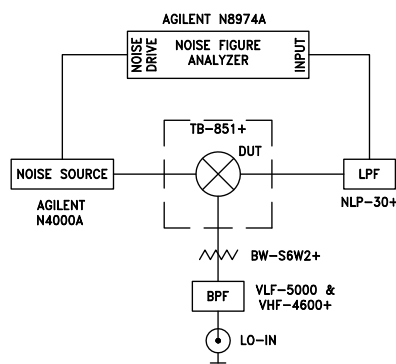 AGILENT N8974A
NOISE DRIVE
NOISE FIGURE
ANALYZER
INPUT
TB-851+
DUT
NOISE SOURCE
AGILENT
N4000A
LPF
NLP-30+
BW-S6W2+
BPF
VLF-5000 &
VHF-4600+
LO-IN